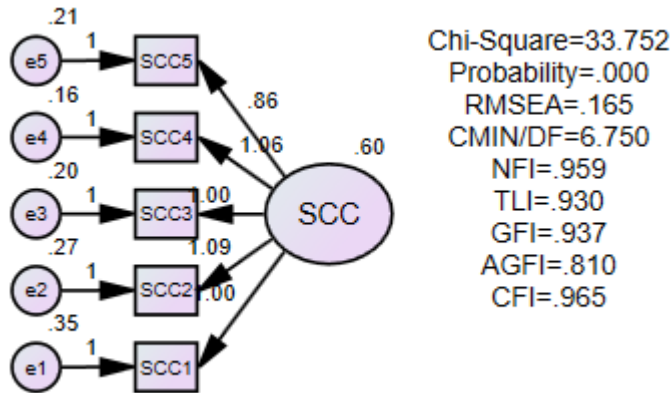 .21
e5 1 SCC5
.86
.16
e4 1 SCC4
1.06
.60
.20
e3 1 SCC3 1.00
SCC
.27
1.09
e2 1 SCC2 1.00
.35
e1 1 SCC1
Chi-Square=33.752
Probability=.000
RMSEA=.165
CMIN/DF=6.750
NFI=.959
TLI=.930
GFI=.937
AGFI=.810
CFI=.965